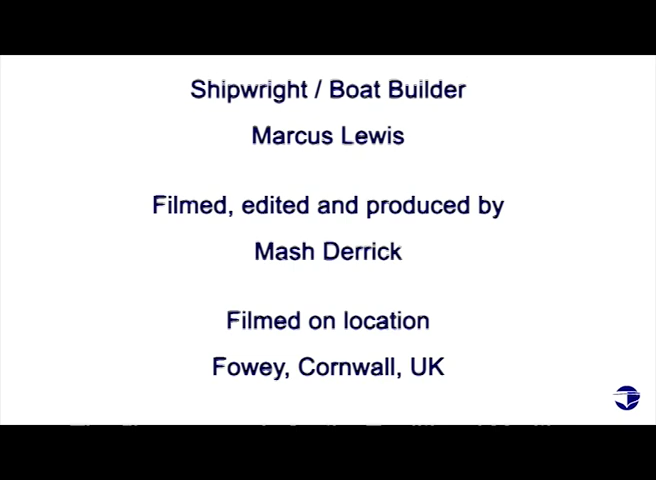 Shipwright / Boat Builder
Marcus Lewis
Filmed, edited and produced by
Mash Derrick
Filmed on location
Fowey, Cornwall, UK